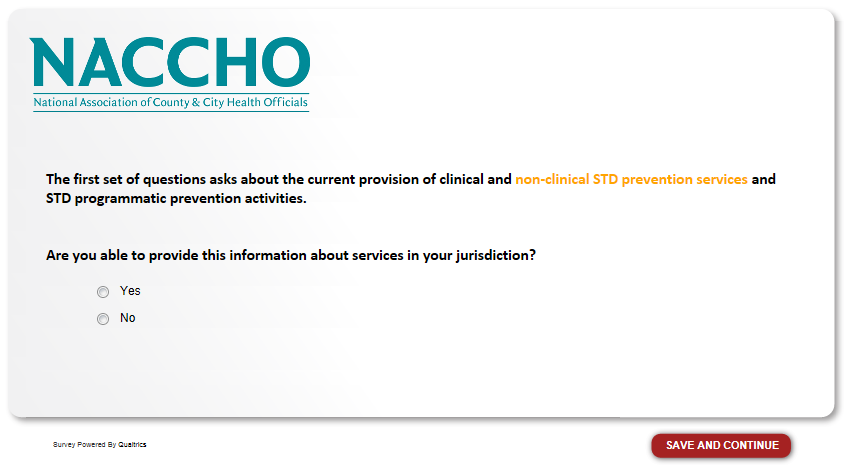 NACCHO
National Association of County & City Health Officials
The first set of questions asks about the current provision of clinical and non-clinical STD prevention services and
STD programmatic prevention activities.
Are you able to provide this information about services in your jurisdiction?
Yes
No
Survey Powered By Qualtrics
SAVE AND CONTINUE